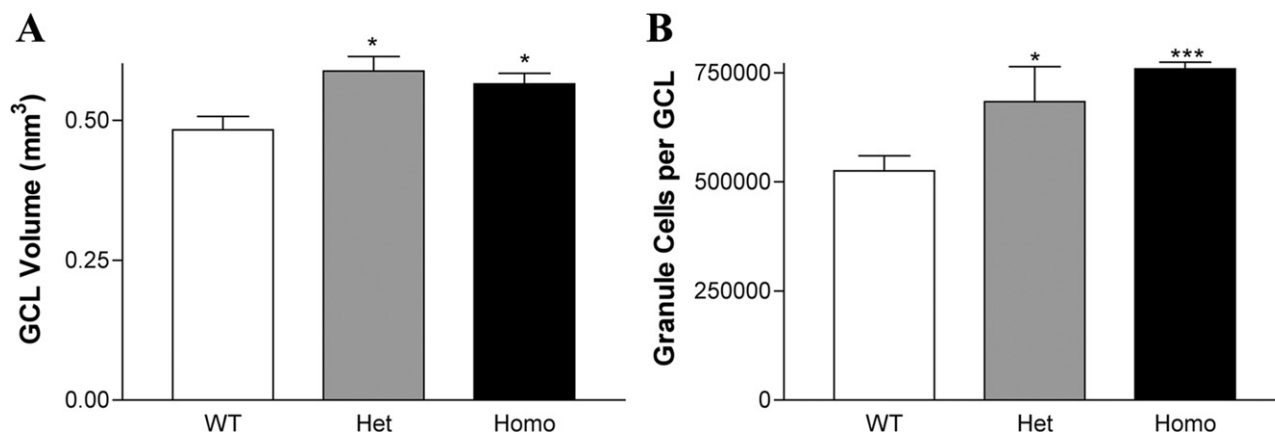 A
GCL Volume (mm³)
0.50
0.25
0.00
*
*
WT
Het
Homo
B
Granule Cells per GCL
750000
500000
250000
0
*
***
WT
Het
Homo